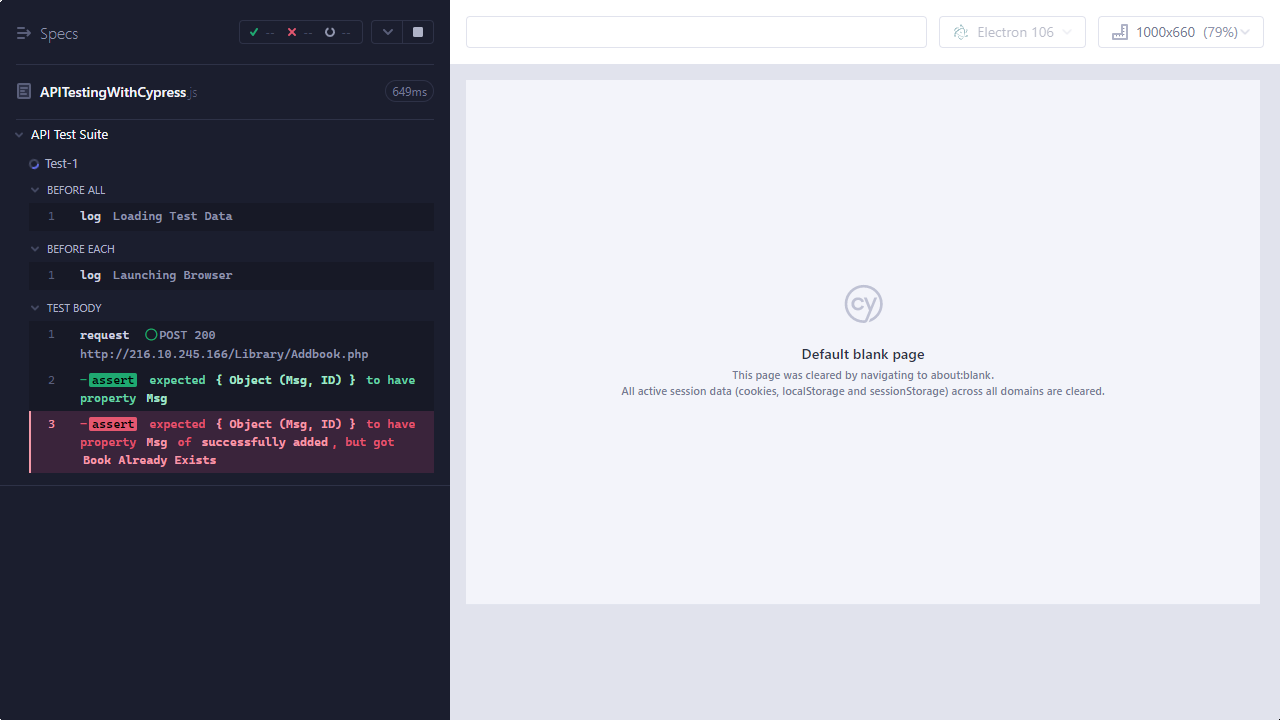 Specs
-- -- --
Electron 106
1000x660 (79%)
APITestingWithCypress.js
649ms
API Test Suite
Test-1
BEFORE ALL
1 log Loading Test Data
BEFORE EACH
1 log Launching Browser
TEST BODY
1 request POST 200
http://216.10.245.166/Library/Addbook.php
2 -assert expected { Object (Msg, ID) } to have
property Msg
3 -assert expected { Object (Msg, ID) } to have
property Msg of successfully added, but got
Book Already Exists
cy
Default blank page
This page was cleared by navigating to about:blank.
All active session data (cookies, localStorage and sessionStorage) across all domains are cleared.